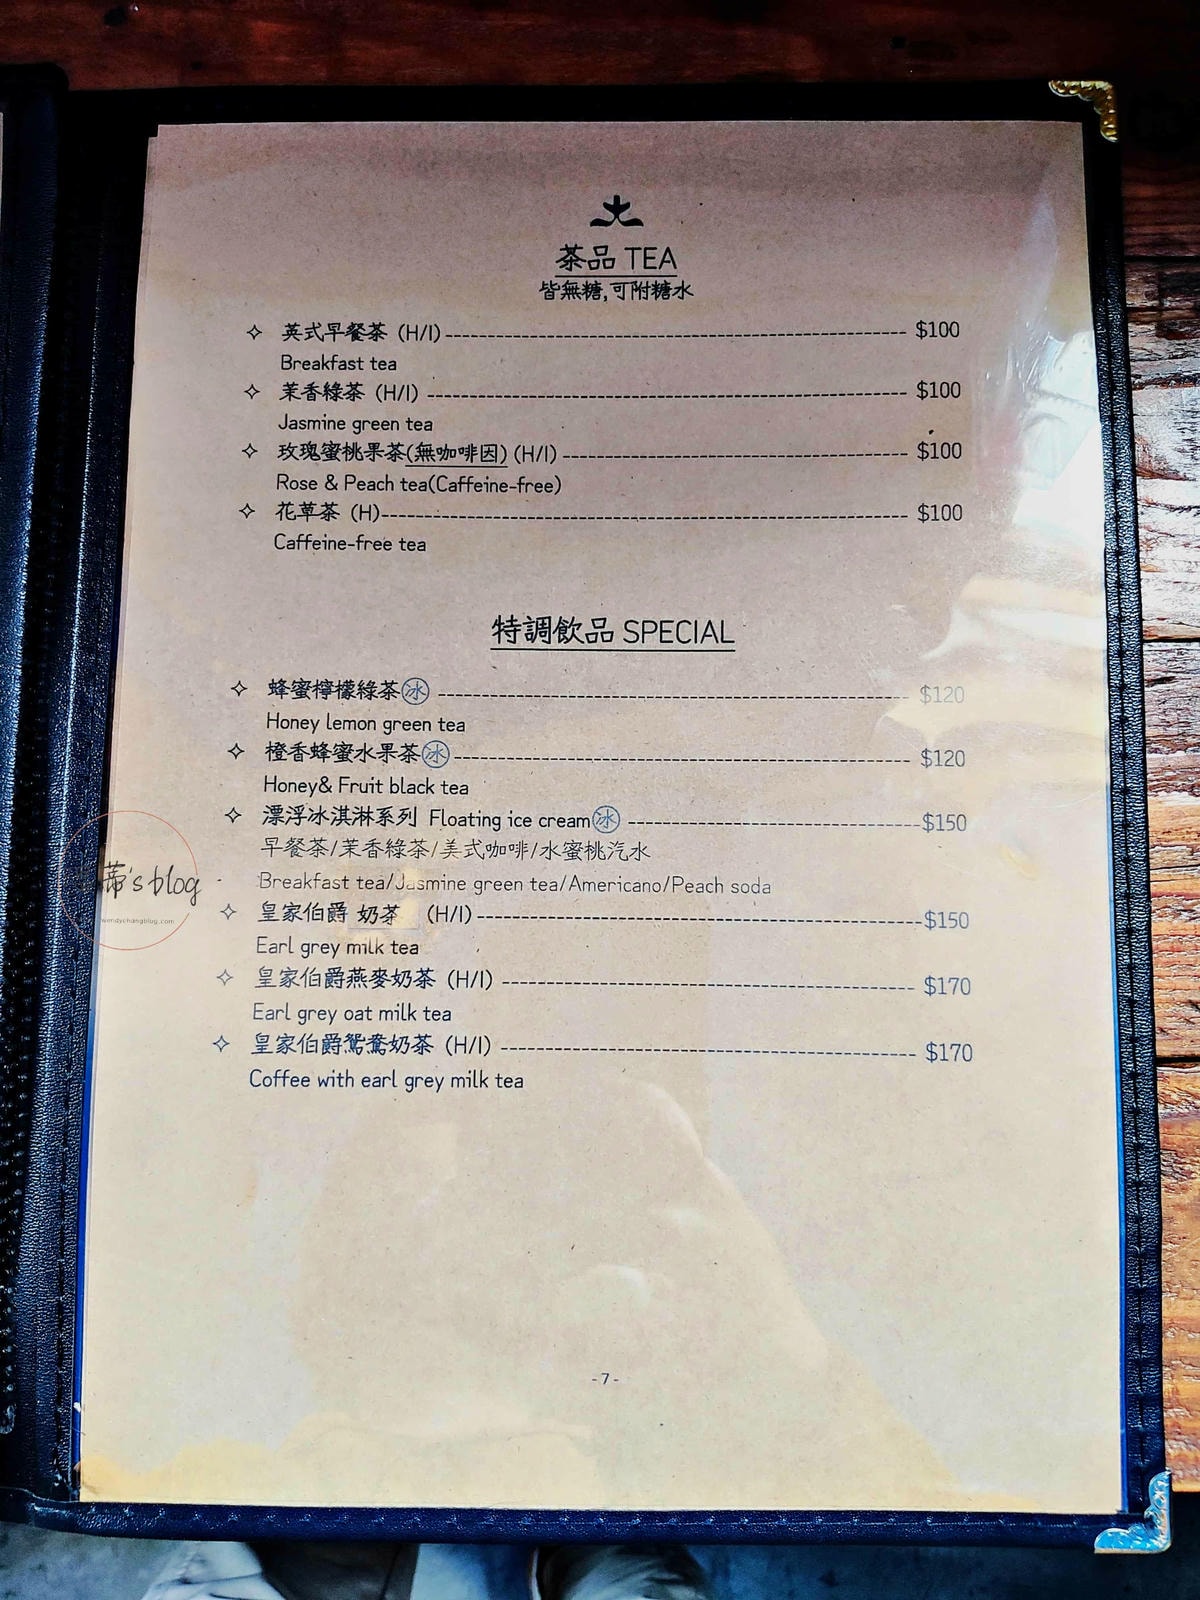 茶品 TEA
皆無糖,可附糖水
英式早餐茶 (H/I) $100
Breakfast tea
茉香綠茶 (H/I) $100
Jasmine green tea
玫瑰蜜桃果茶(無咖啡因) (H/I) $100
Rose & Peach tea(Caffeine-free)
花草茶 (H) $100
Caffeine-free tea
特調飲品 SPECIAL
蜂蜜檸檬綠茶冰 $120
Honey lemon green tea
橙香蜂蜜水果茶冰 $120
Honey& Fruit black tea
漂浮冰淇淋系列 Floating ice cream冰 $150
早餐茶/茉香綠茶/美式咖啡/水蜜桃汽水
Breakfast tea/Jasmine green tea/Americano/Peach soda
皇家伯爵 奶茶 (H/I) $150
Earl grey milk tea
皇家伯爵燕麥奶茶 (H/I) $170
Earl grey oat milk tea
皇家伯爵鴛鴦奶茶 (H/I) $170
Coffee with earl grey milk tea
-7-
's blog
wendychangblog.com